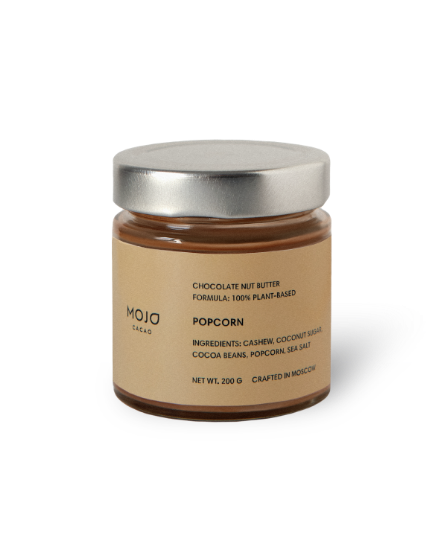 CHOCOLATE NUT BUTTER
FORMULA: 100% PLANT-BASED
MOJO
CACAO
POPCORN
INGREDIENTS: CASHEW, COCONUT SUGAR,
COCOA BEANS, POPCORN, SEA SALT
NET WT. 200 G CRAFTED IN MOSCOW